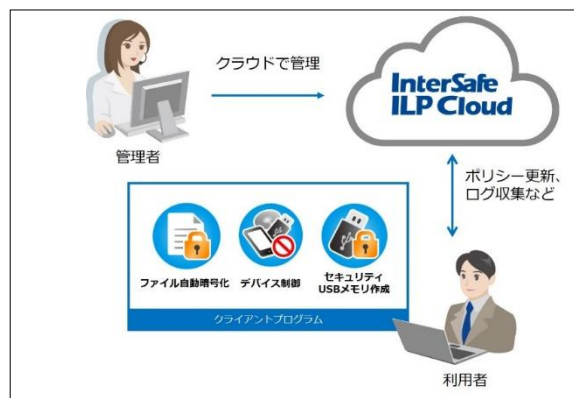 クラウドで管理
InterSafe
ILP Cloud
管理者
ポリシー更新、
ログ収集など
ファイル自動暗号化
デバイス制御
セキュリティ
USBメモリ作成
クライアントプログラム
利用者